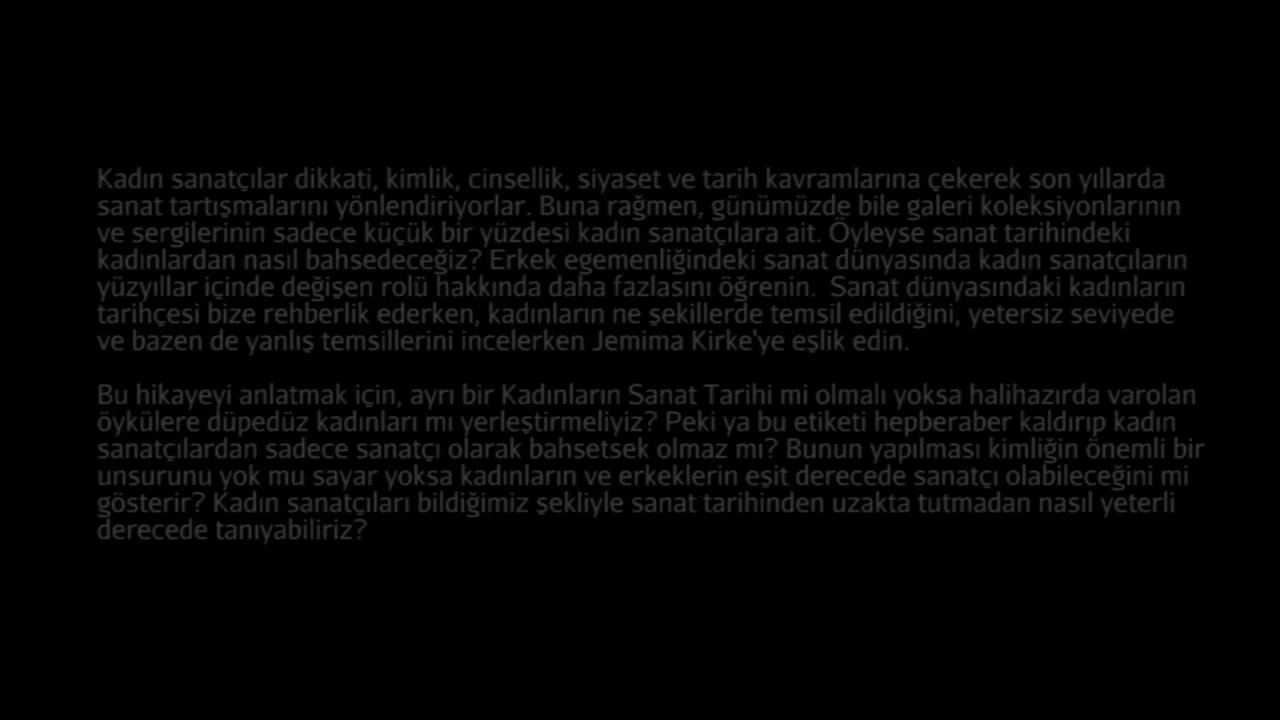 Kadın sanatçılar dikkati, kimlik, cinsellik, siyaset ve tarih kavramlarına çekerek son yıllarda
sanat tartışmalarını yönlendiriyorlar. Buna rağmen, günümüzde bile galeri koleksiyonlarının
ve sergilerinin sadece küçük bir yüzdesi kadın sanatçılara ait. Öyleyse sanat tarihindeki
kadınlardan nasıl bahsedeceğiz? Erkek egemenliğindeki sanat dünyasında kadın sanatçıların
yüzyıllar içinde değişen rolü hakkında daha fazlasını öğrenin.  Sanat dünyasındaki kadınların
tarihçesi bize rehberlik ederken, kadınların ne şekillerde temsil edildiğini, yetersiz seviyede
ve bazen de yanlış temsillerini incelerken Jemima Kirke'ye eşlik edin.
Bu hikayeyi anlatmak için, ayrı bir Kadınların Sanat Tarihi mi olmalı yoksa halihazırda varolan
öykülere düpedüz kadınları mı yerleştirmeliyiz? Peki ya bu etiketi hepberaber kaldırıp kadın
sanatçılardan sadece sanatçı olarak bahsetsek olmaz mı? Bunun yapılması kimliğin önemli bir
unsurunu yok mu sayar yoksa kadınların ve erkeklerin eşit derecede sanatçı olabileceğini mi
gösterir? Kadın sanatçıları bildiğimiz şekliyle sanat tarihinden uzakta tutmadan nasıl yeterli
derecede tanıyabiliriz?